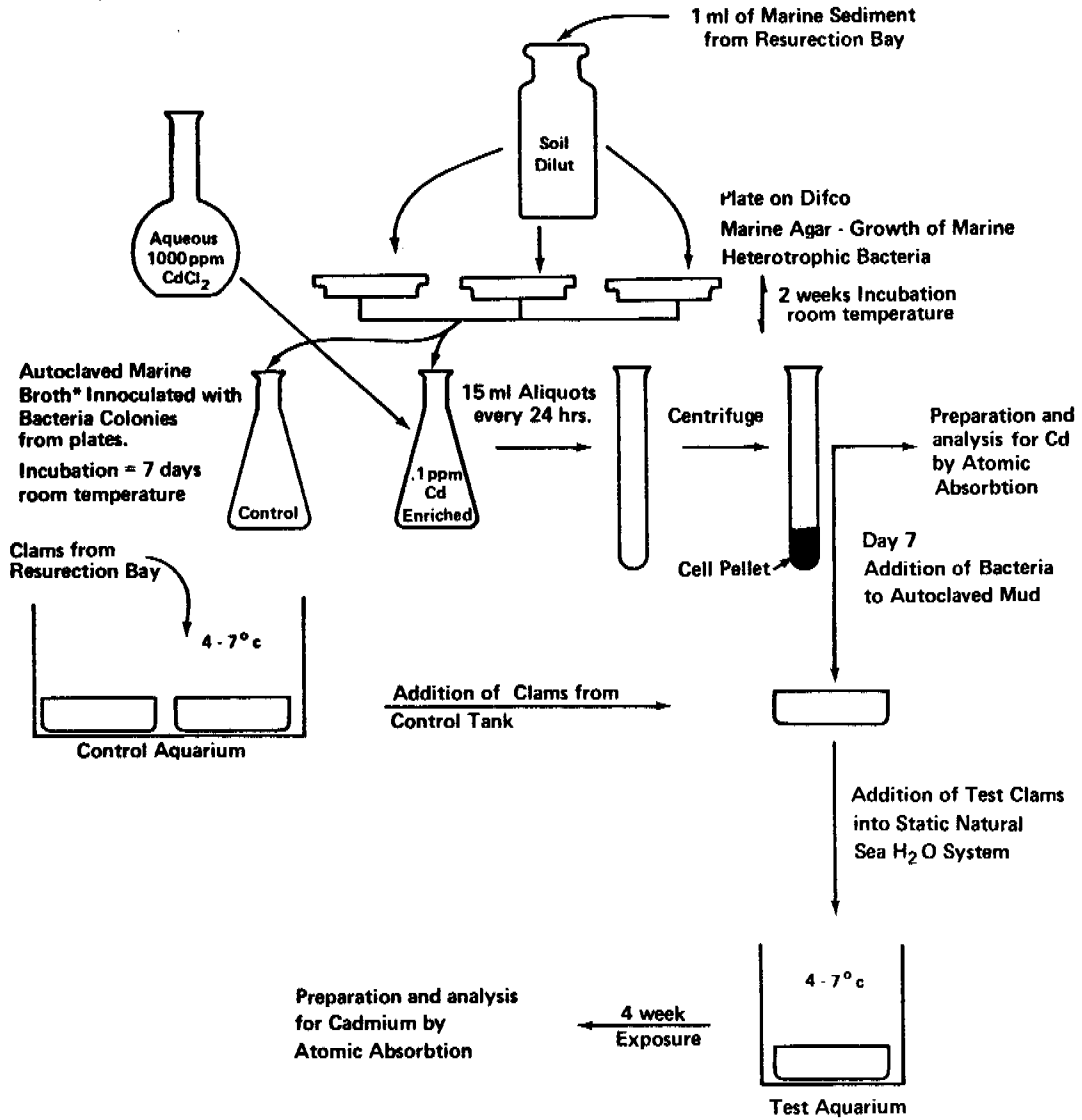 1 ml of Marine Sediment
from Resurection Bay
Soil
Dilut
Aqueous
1000 ppm
CdCl2
Plate on Difco
Marine Agar - Growth of Marine
Heterotrophic Bacteria
2 weeks Incubation
room temperature
Autoclaved Marine
Broth* Innoculated with
Bacteria Colonies
from plates.
Incubation = 7 days
room temperature
Control
.1 ppm
Cd
Enriched
15 ml Aliquots
every 24 hrs.
Centrifuge
Cell Pellet
Preparation and
analysis for Cd
by Atomic
Absorbtion
Day 7
Addition of Bacteria
to Autoclaved Mud
Clams from
Resurection Bay
4 - 7° c
Control Aquarium
Addition of Clams from
Control Tank
Addition of Test Clams
into Static Natural
Sea H2O System
4 - 7° c
Test Aquarium
4 week
Exposure
Preparation and analysis
for Cadmium by
Atomic Absorbtion